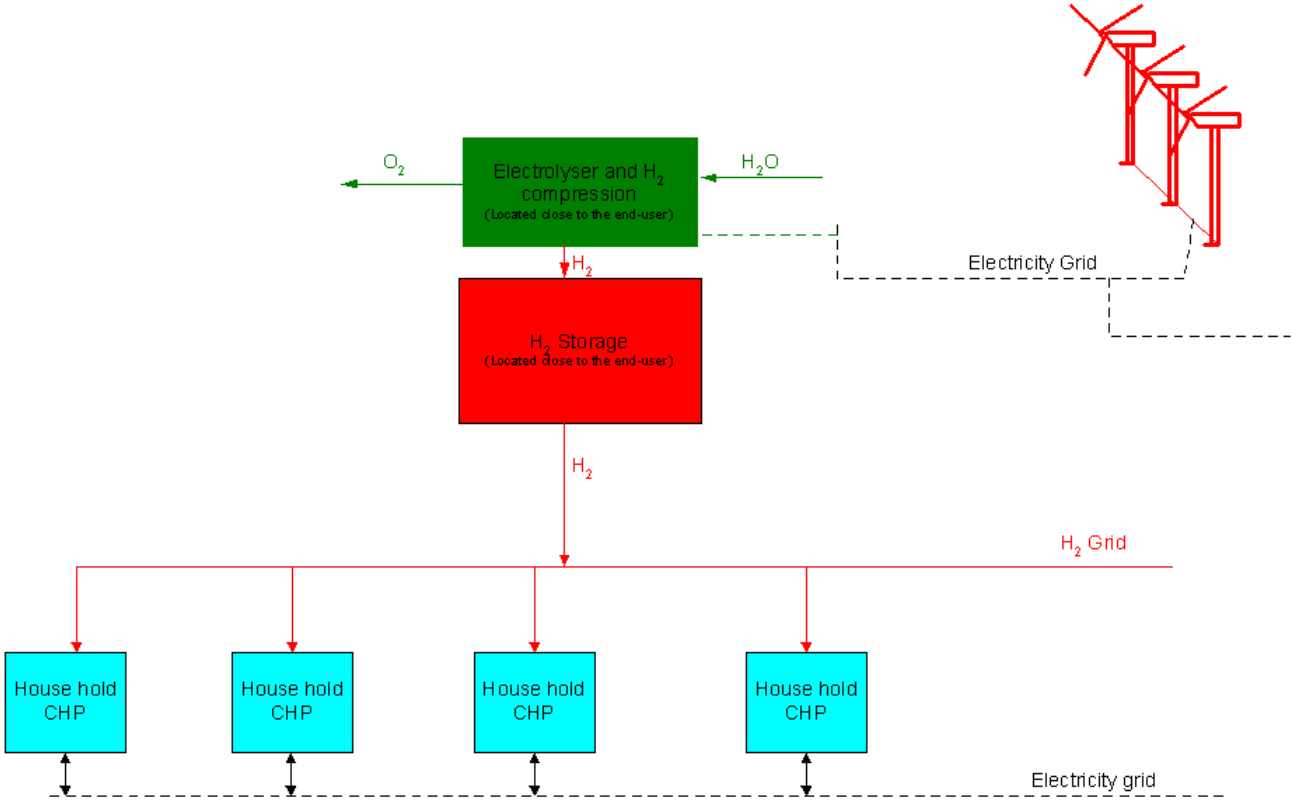 O₂
Electrolyser and H₂
compression
(Located close to the end-user)
H₂O
Electricity Grid
H₂
H₂ Storage
(Located close to the end-user)
H₂
H₂ Grid
House hold
CHP
House hold
CHP
House hold
CHP
House hold
CHP
Electricity grid